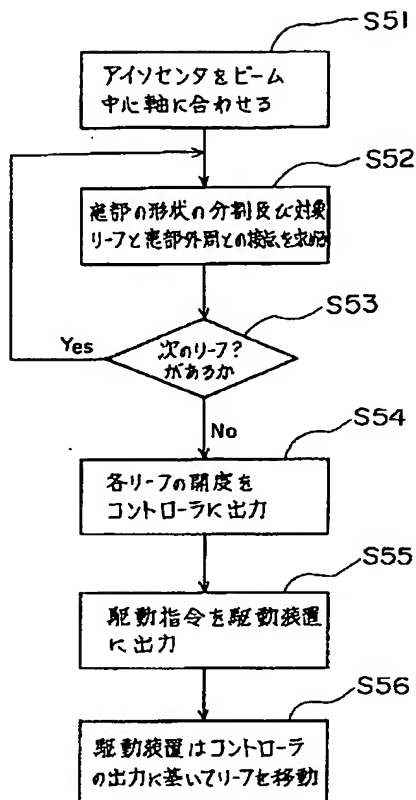 S51
アイソセンタをビーム
中心軸に合わせる
S52
患部の形状の分割及び対象
リーフと患部外周との接点を求める
S53
Yes
次のリーフ?
があるか
No
S54
各リーフの開度を
コントローラに出力
S55
駆動指令を駆動装置
に出力
S56
駆動装置はコントローラ
の出力に基いてリーフを移動